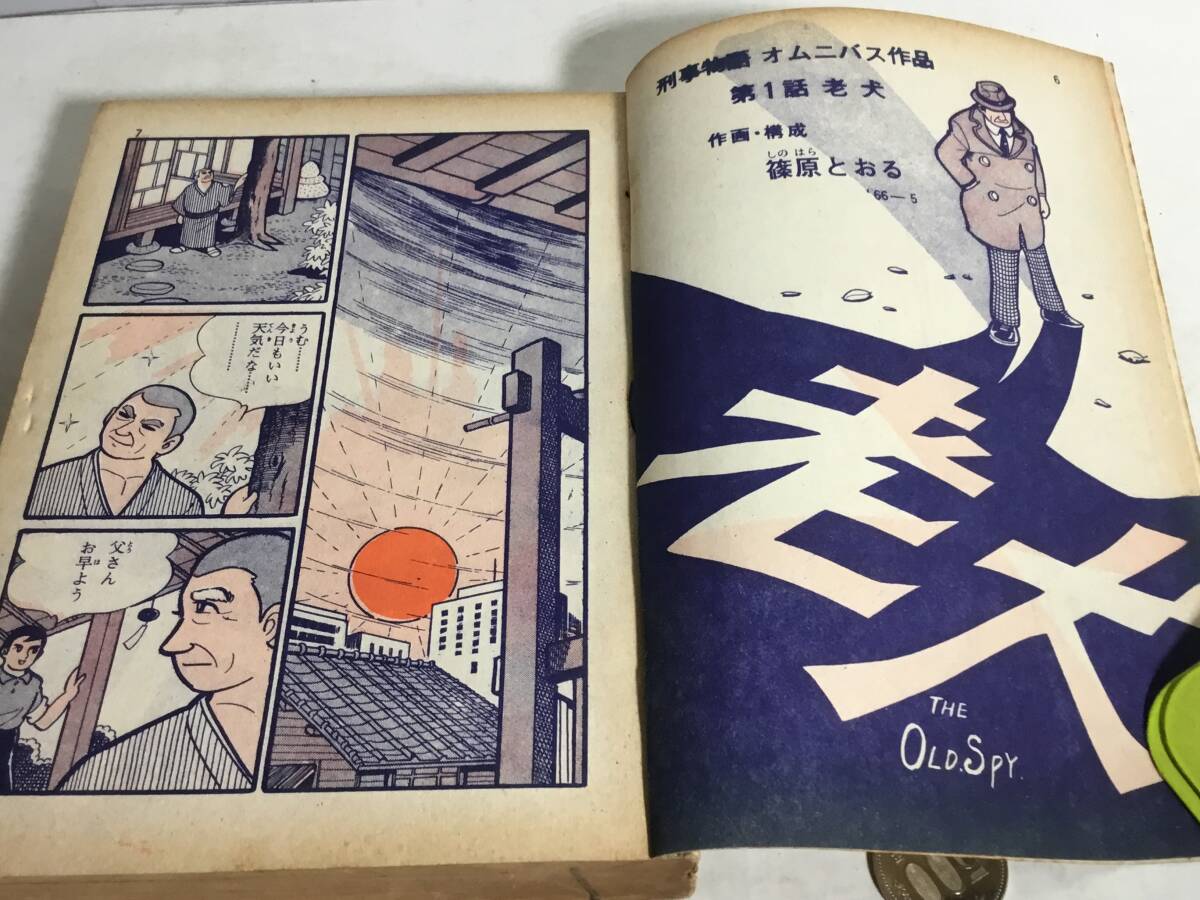 6
刑事物語 オムニバス作品
第1話 老犬
作画・構成
しの はら
篠原とおる
66-5
老犬
THE
OLD.SPY.
7
うむ……
今日もいい
天気だな……
………
父さん
お早よう